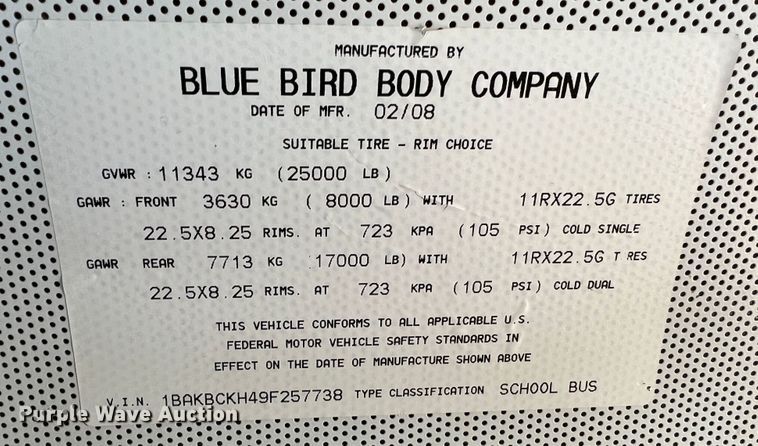 MANUFACTURED BY
BLUE BIRD BODY COMPANY
DATE OF MFR. 02/08
SUITABLE TIRE - RIM CHOICE
GVWR : 11343 KG (25000 LB)
GAWR : FRONT 3630 KG ( 8000 LB) WITH 11RX22.5G TIRES
22.5X8.25 RIMS. AT 723 KPA (105 PSI) COLD SINGLE
GAWR REAR 7713 KG 17000 LB) WITH 11RX22.5G T RES
22.5X8.25 RIMS. AT 723 KPA (105 PSI) COLD DUAL
THIS VEHICLE CONFORMS TO ALL APPLICABLE U.S.
FEDERAL MOTOR VEHICLE SAFETY STANDARDS IN
EFFECT ON THE DATE OF MANUFACTURE SHOWN ABOVE
V.I.N. 1BAKBCKH49F257738 TYPE CLASSIFICATION SCHOOL BUS
Purple Wave Auction